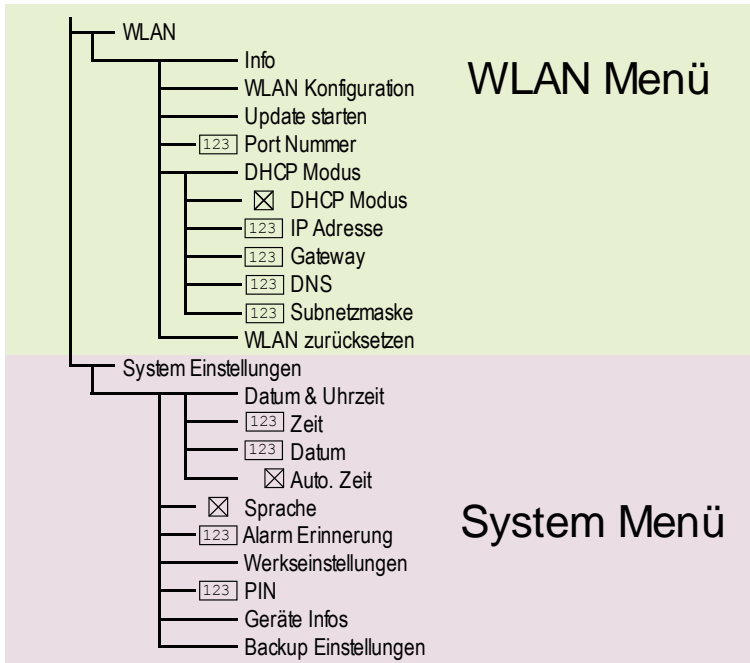 WLAN
Info
WLAN Menü
WLAN Konfiguration
Update starten
123 Port Nummer
DHCP Modus
DHCP Modus
123 IP Adresse
123 Gateway
123 DNS
123 Subnetzmaske
WLAN zurücksetzen
System Einstellungen
Datum & Uhrzeit
123 Zeit
123 Datum
Auto. Zeit
Sprache
System Menü
123 Alarm Erinnerung
Werkseinstellungen
123 PIN
Geräte Infos
Backup Einstellungen